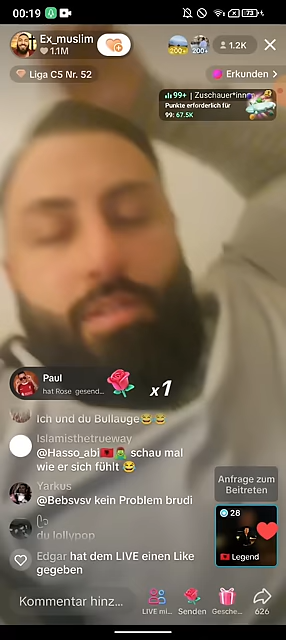 00:19
72
Ex_muslim
1.1M
200+
200+
1.2K
Liga C5 Nr. 52
Erkunden >
99+ | Zuschauer*innen
Punkte erforderlich für
99: 67.5K
Paul
hat Rose gesend...
x1
Ich und du Bullauge😂😂
Islamisthetrueway
@Hasso_abi🇦🇱🤦‍♂️ schau mal
wie er sich fühlt 😅
Yarkus
@Bebsvsv kein Problem brudi
du lollypop
Edgar hat dem LIVE einen Like
gegeben
Anfrage zum
Beitreten
28
Legend
Kommentar hinz...
LIVE mi...
Senden
Gesche...
626